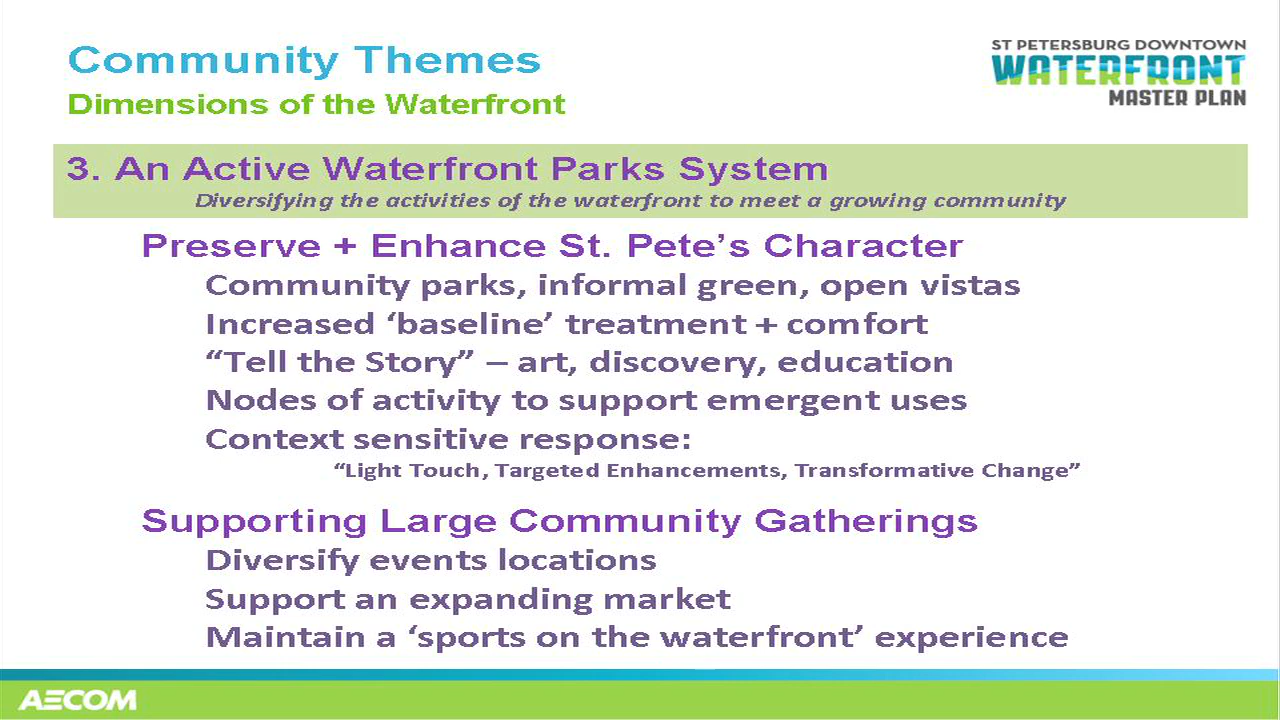 Community Themes
Dimensions of the Waterfront
ST PETERSBURG DOWNTOWN
WATERFRONT
MASTER PLAN
3. An Active Waterfront Parks System
Diversifying the activities of the waterfront to meet a growing community
Preserve + Enhance St. Pete’s Character
Community parks, informal green, open vistas
Increased ‘baseline’ treatment + comfort
“Tell the Story” – art, discovery, education
Nodes of activity to support emergent uses
Context sensitive response:
“Light Touch, Targeted Enhancements, Transformative Change”
Supporting Large Community Gatherings
Diversify events locations
Support an expanding market
Maintain a ‘sports on the waterfront’ experience
AECOM